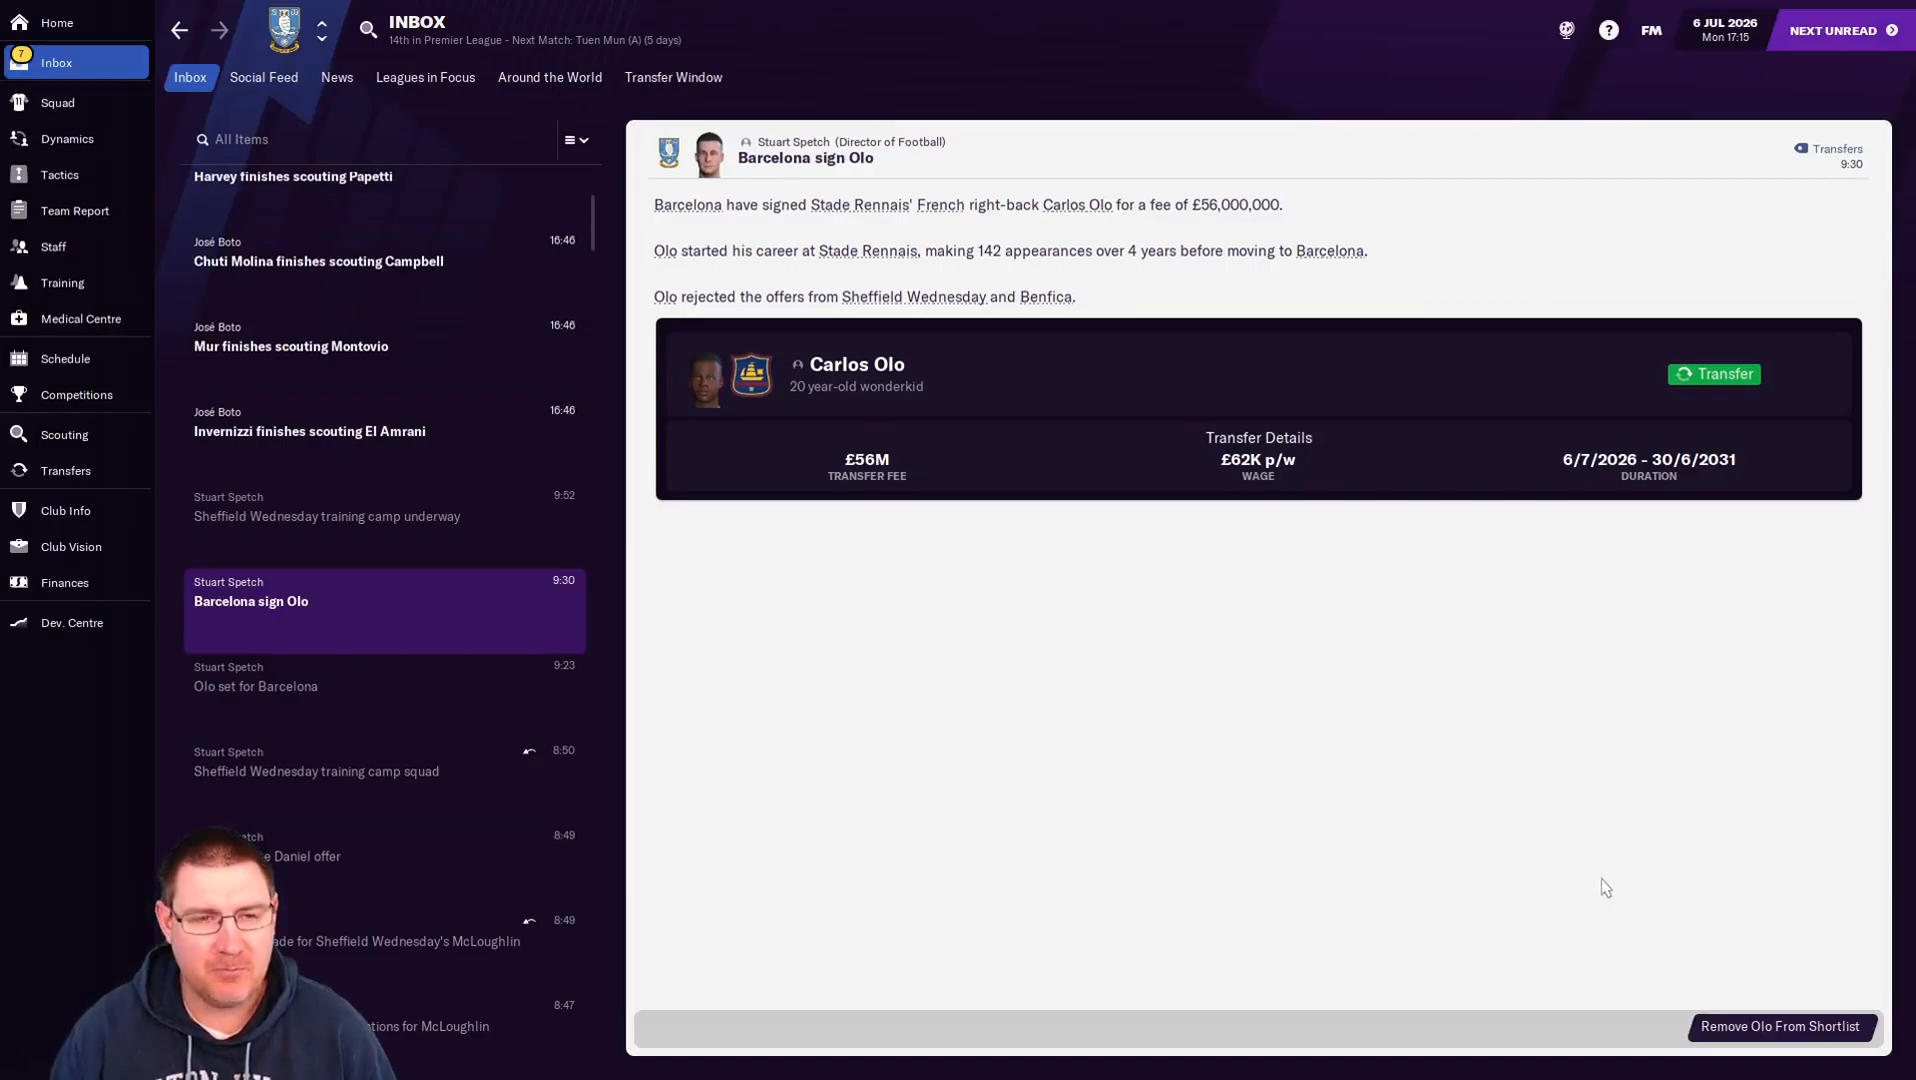 Home
7
Inbox
Squad
Dynamics
Tactics
Team Report
Staff
Training
Medical Centre
Schedule
Competitions
Scouting
Transfers
Club Info
Club Vision
Finances
Dev. Centre
INBOX
14th in Premier League - Next Match: Tuen Mun (A) (5 days)
? FM
6 JUL 2026
Mon 17:15
NEXT UNREAD
Inbox Social Feed News Leagues in Focus Around the World Transfer Window
All Items
Harvey finishes scouting Papetti
José Boto 16:46
Chuti Molina finishes scouting Campbell
José Boto 16:46
Mur finishes scouting Montovio
José Boto 16:46
Invernizzi finishes scouting El Amrani
Stuart Spetch 9:52
Sheffield Wednesday training camp underway
Stuart Spetch 9:30
Barcelona sign Olo
Stuart Spetch 9:23
Olo set for Barcelona
Stuart Spetch 8:50
Sheffield Wednesday training camp squad
etch 8:49
e Daniel offer
8:49
ade for Sheffield Wednesday's McLoughlin
8:47
tions for McLoughlin
Stuart Spetch (Director of Football)
Barcelona sign Olo
Transfers
9:30
Barcelona have signed Stade Rennais' French right-back Carlos Olo for a fee of £56,000,000.
Olo started his career at Stade Rennais, making 142 appearances over 4 years before moving to Barcelona.
Olo rejected the offers from Sheffield Wednesday and Benfica.
Carlos Olo
20 year-old wonderkid
Transfer
Transfer Details
£56M £62K p/w 6/7/2026 - 30/6/2031
TRANSFER FEE WAGE DURATION
Remove Olo From Shortlist